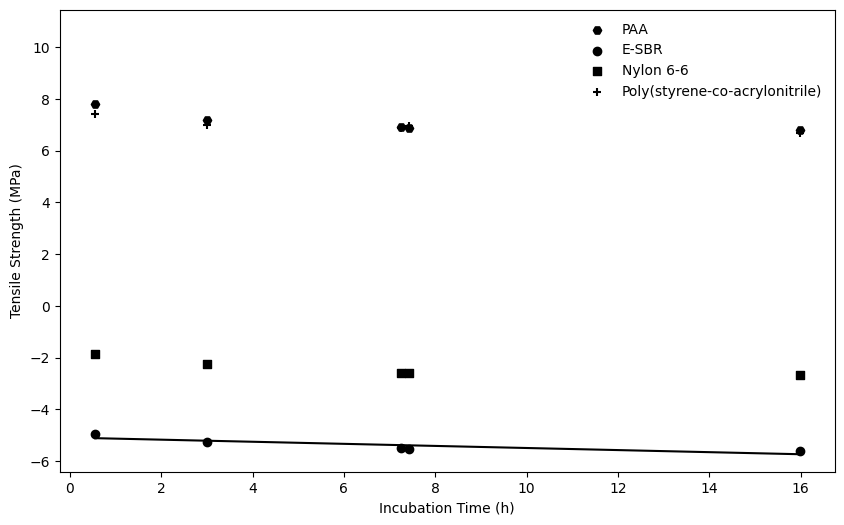 PAA
E-SBR
Nylon 6-6
Poly(styrene-co-acrylonitrile)
10
8
6
4
2
0
−2
−4
−6
Tensile Strength (MPa)
0 2 4 6 8 10 12 14 16
Incubation Time (h)